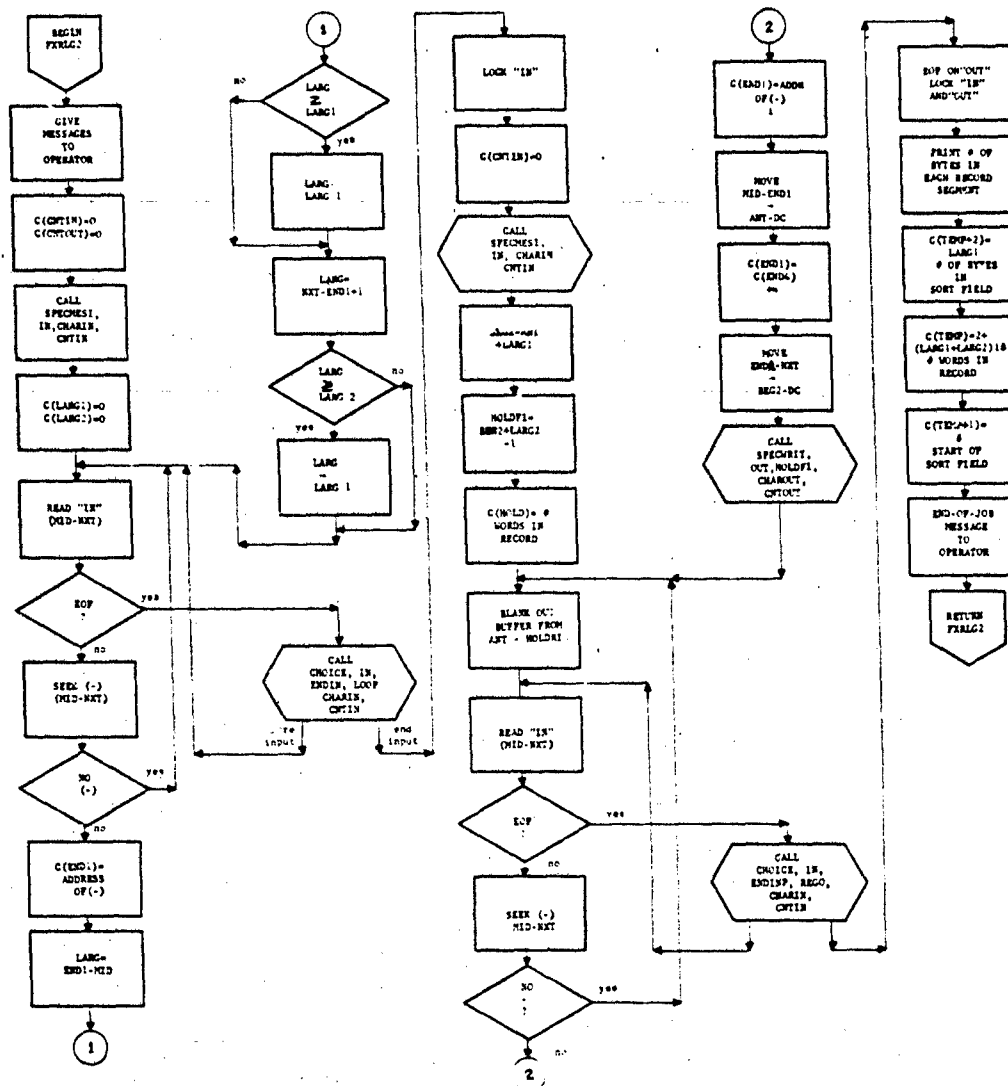 BEGIN
FXRLG2
GIVE
MESSAGES
TO
OPERATOR
C(CNTIN)=0
C(CNTOUT)=0
CALL
SPECMESI,
IN, CHARIN,
CNTIN
C(LARG1)=0
C(LARG2)=0
READ "IN"
(MID-NXT)
EOF
?
yes
no
SEEK (-)
(MID-NXT)
NO
(-)
yes
no
C(END1)=
ADDRESS
OF(-)
LARG=
END1-MID
1
1
LARG
≥
LARG1
no
yes
LARG
LARG 1
LARG=
NXT-END1+1
LARG
≥
LARG 2
no
yes
LARG
→
LARG 1
CALL
CHOICE, IN,
ENDIN, LOOP
CHARIN,
CNTIN
re
input
end
input
LOCK "IN"
C(CNTIN)=0
CALL
SPECMESI,
IN, CHARIN
CNTIN
+LARG1
HOLDF1=
LARG2
-1
C(HOLD)= #
WORDS IN
RECORD
BLANK OUT
BUFFER FROM
ANT - HOLDF1
READ "IN"
(MID-NXT)
EOF
yes
no
SEEK (-)
MID-NXT
NO
-
?
yes
no
2
2
C(END1)=ADDR
OF(-)
MOVE
MID-END1
→
ANT-DC
C(END1)=
MOVE
→
BEG2-DC
CALL
SPECWRIT,
OUT, HOLDF1,
CHAROUT,
CNTOUT
CALL
CHOICE, IN,
ENDINP, REGO,
CHARIN,
CNTIN
EOF ON "OUT"
LOCK "IN"
AND "OUT"
PRINT # OF
BYTES IN
EACH RECORD
SEGMENT
C(TEMP+2)=
LARG1
# OF BYTES
IN
SORT FIELD
C(TEMP)=2+
# WORDS IN
RECORD
C(TEMP+1)=
#
START OF
SORT FIELD
END-OF-JOB
MESSAGE
TO
OPERATOR
RETURN
FXRLG2